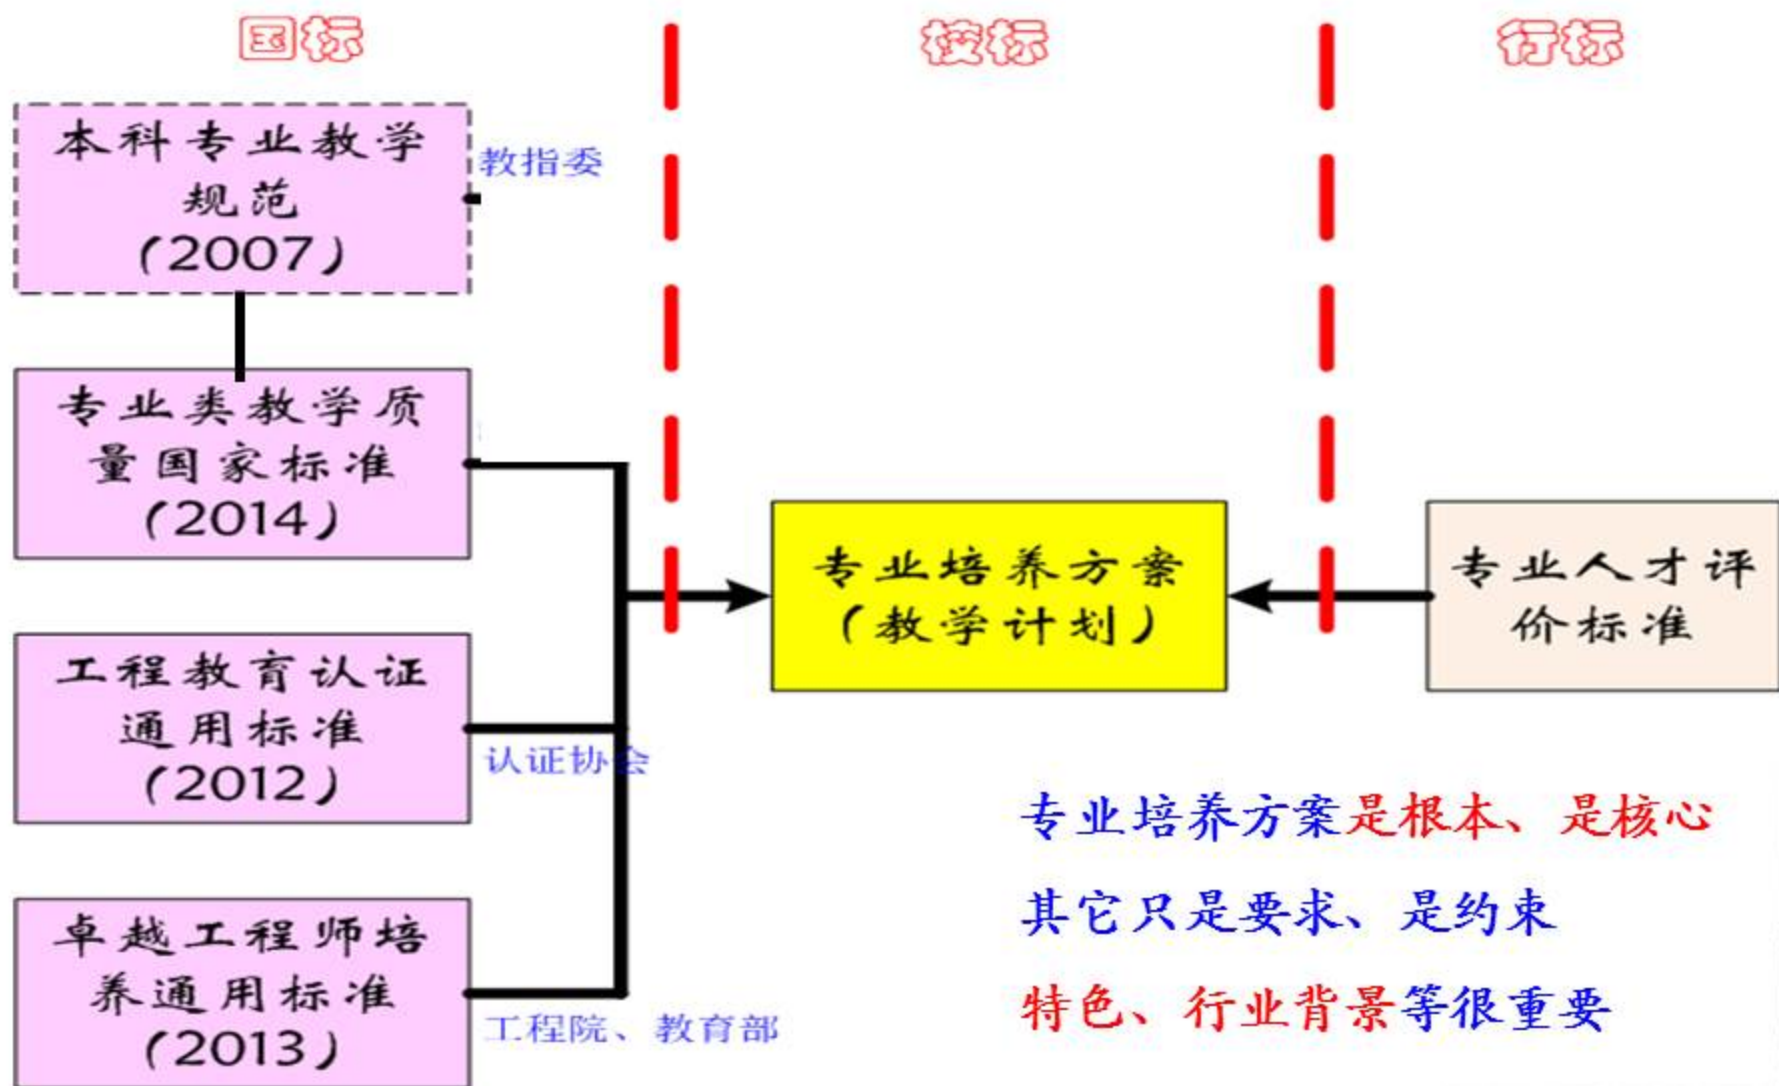 国标
校标
行标
本科专业教学
规范
(2007)
教指委
专业类教学质
量国家标准
(2014)
工程教育认证
通用标准
(2012)
认证协会
卓越工程师培
养通用标准
(2013)
工程院、教育部
专业培养方案
(教学计划)
专业人才评
价标准
专业培养方案是根本、是核心
其它只是要求、是约束
特色、行业背景等很重要